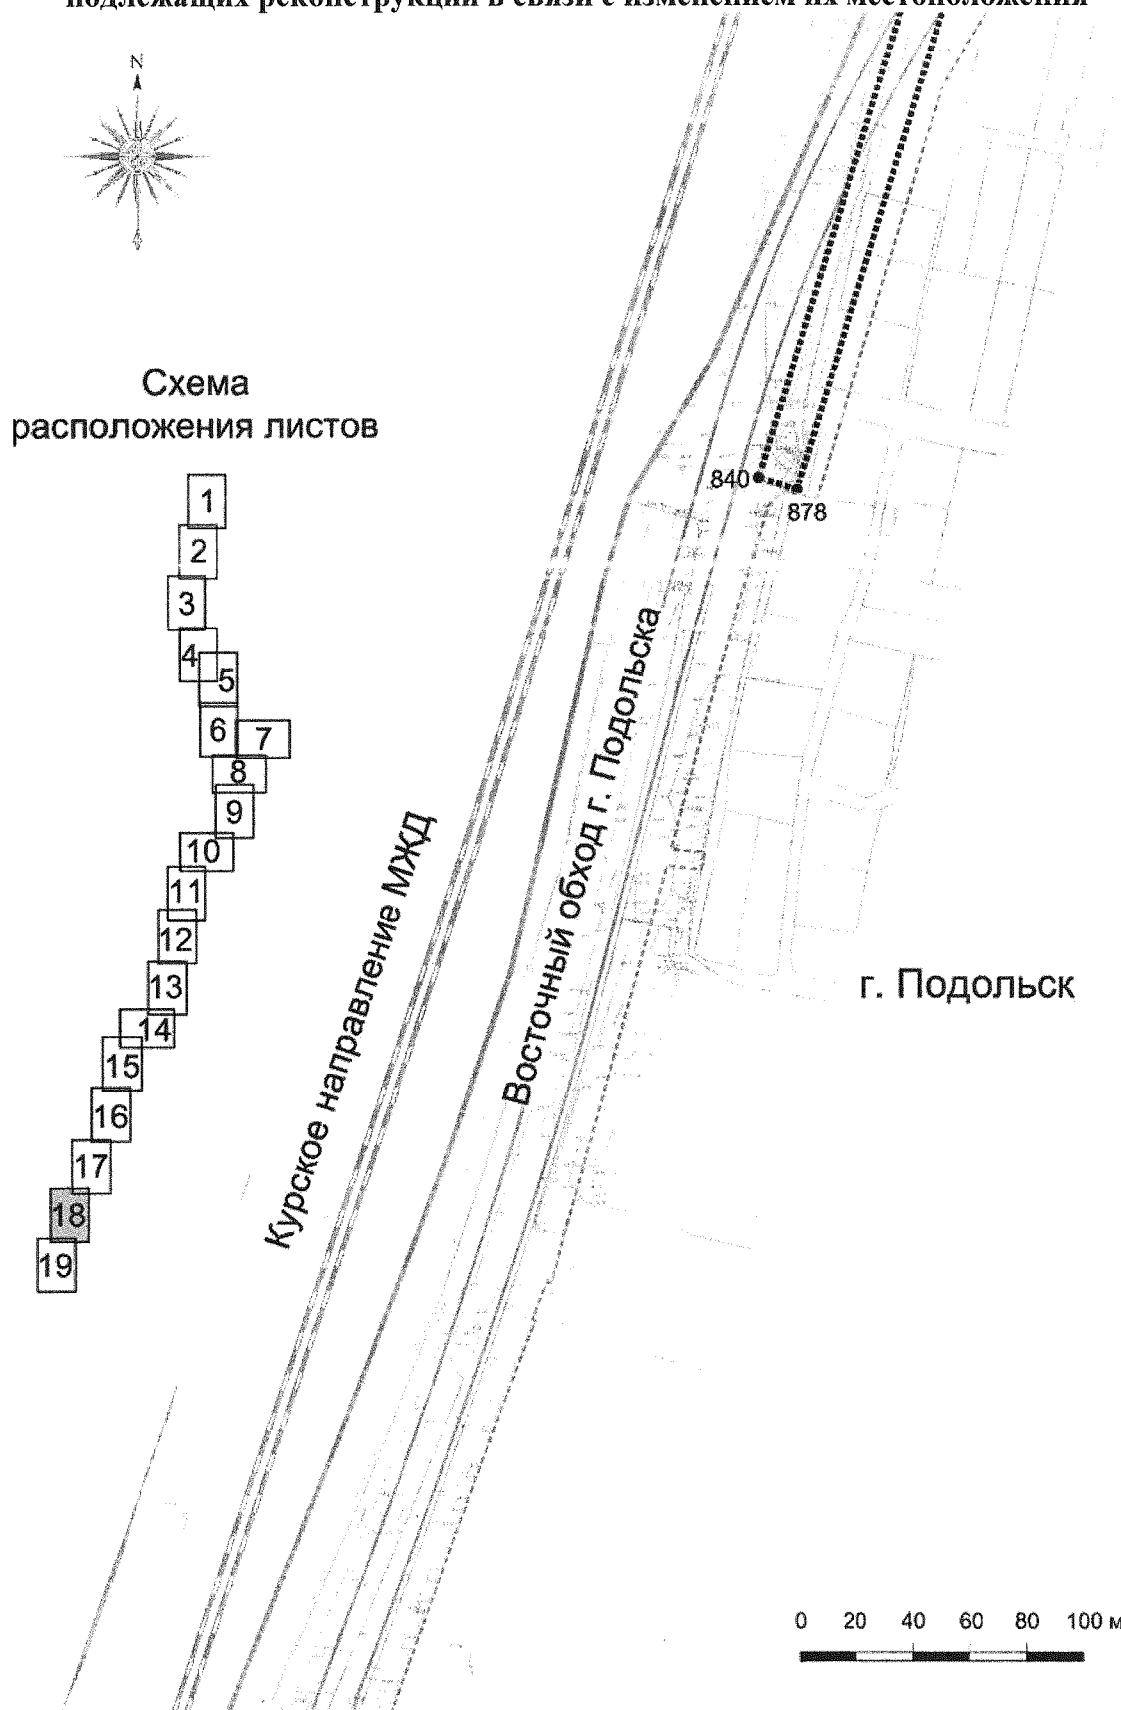 подлежащих реконструкции в связи с изменением их местоположения
N
Схема
расположения листов
1
2
3
4
5
6
7
8
9
10
11
12
13
14
15
16
17
18
19
840
878
Курское направление МЖД
Восточный обход г. Подольска
г. Подольск
0 20 40 60 80 100 м